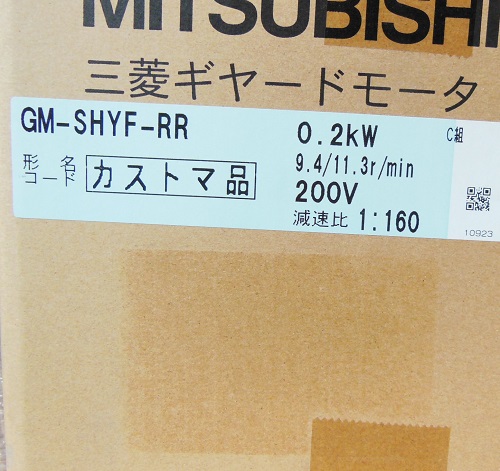 MITSUBISHI
三菱ギヤードモータ
GM-SHYF-RR
0.2kW
C組
形名コード
カストマ品
9.4/11.3r/min
200V
減速比 1:160
10923